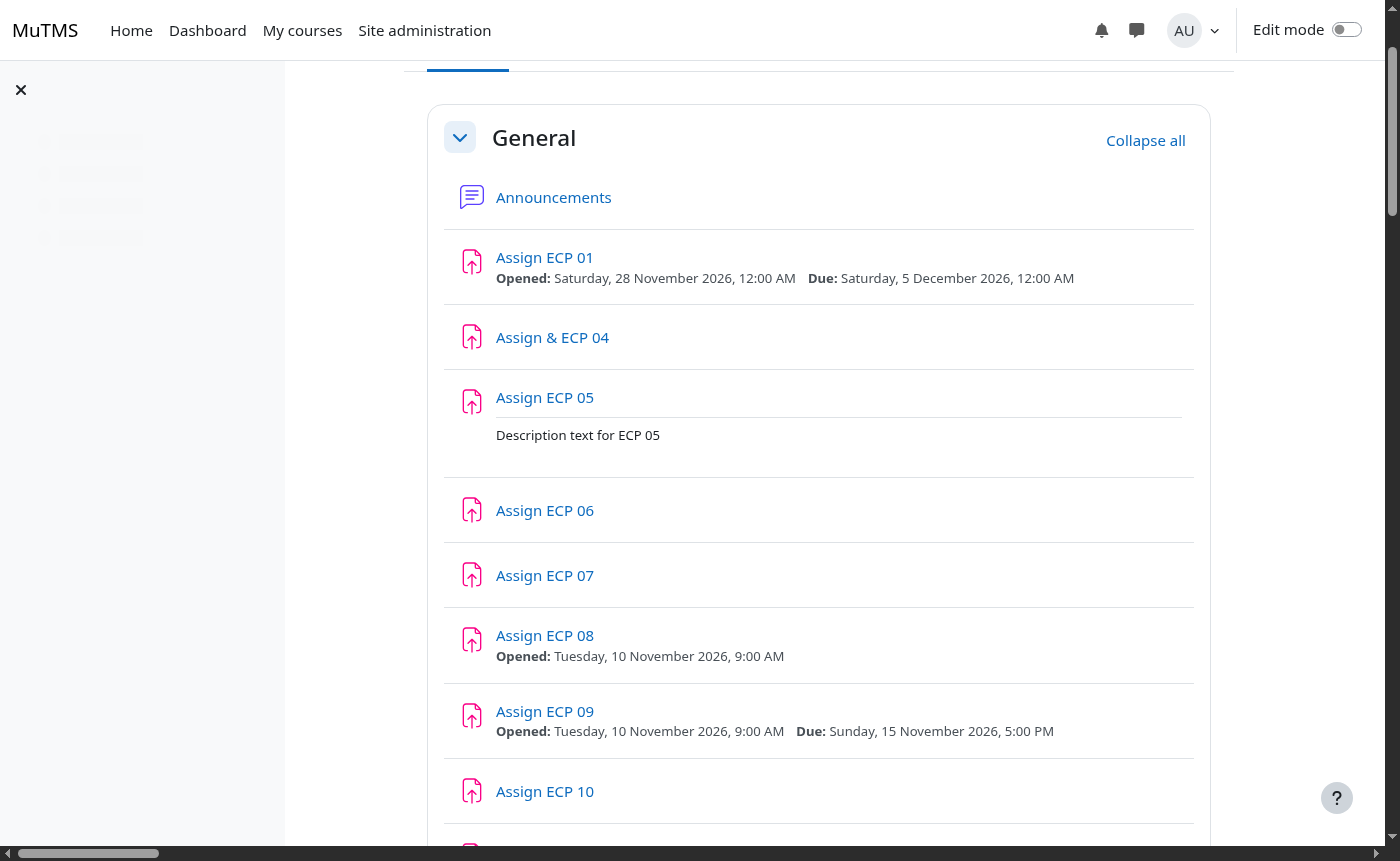 MuTMS Home Dashboard My courses Site administration AU Edit mode
General Collapse all
Announcements
Assign ECP 01
Opened: Saturday, 28 November 2026, 12:00 AM Due: Saturday, 5 December 2026, 12:00 AM
Assign & ECP 04
Assign ECP 05
Description text for ECP 05
Assign ECP 06
Assign ECP 07
Assign ECP 08
Opened: Tuesday, 10 November 2026, 9:00 AM
Assign ECP 09
Opened: Tuesday, 10 November 2026, 9:00 AM Due: Sunday, 15 November 2026, 5:00 PM
Assign ECP 10
?